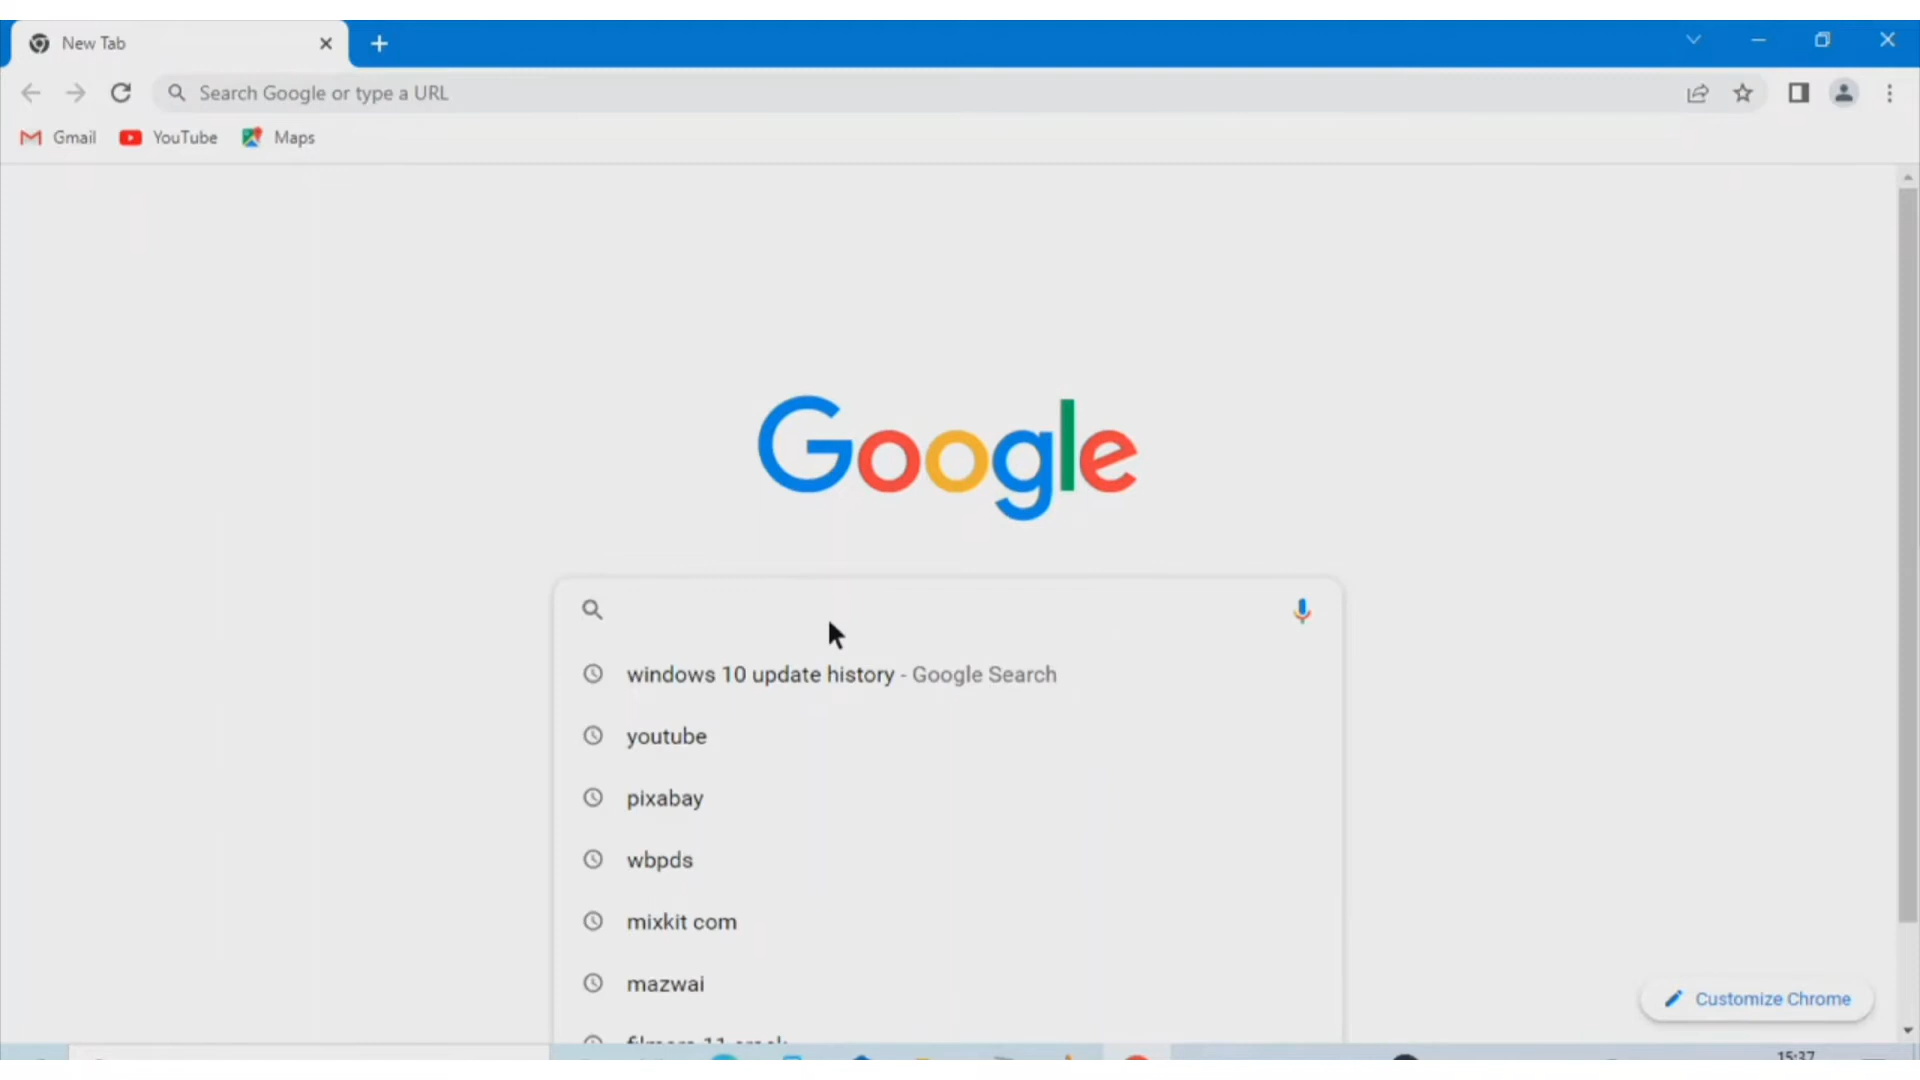 New Tab
Search Google or type a URL
Gmail YouTube Maps
Google
windows 10 update history - Google Search
youtube
pixabay
wbpds
mixkit com
mazwai
Customize Chrome
15:37